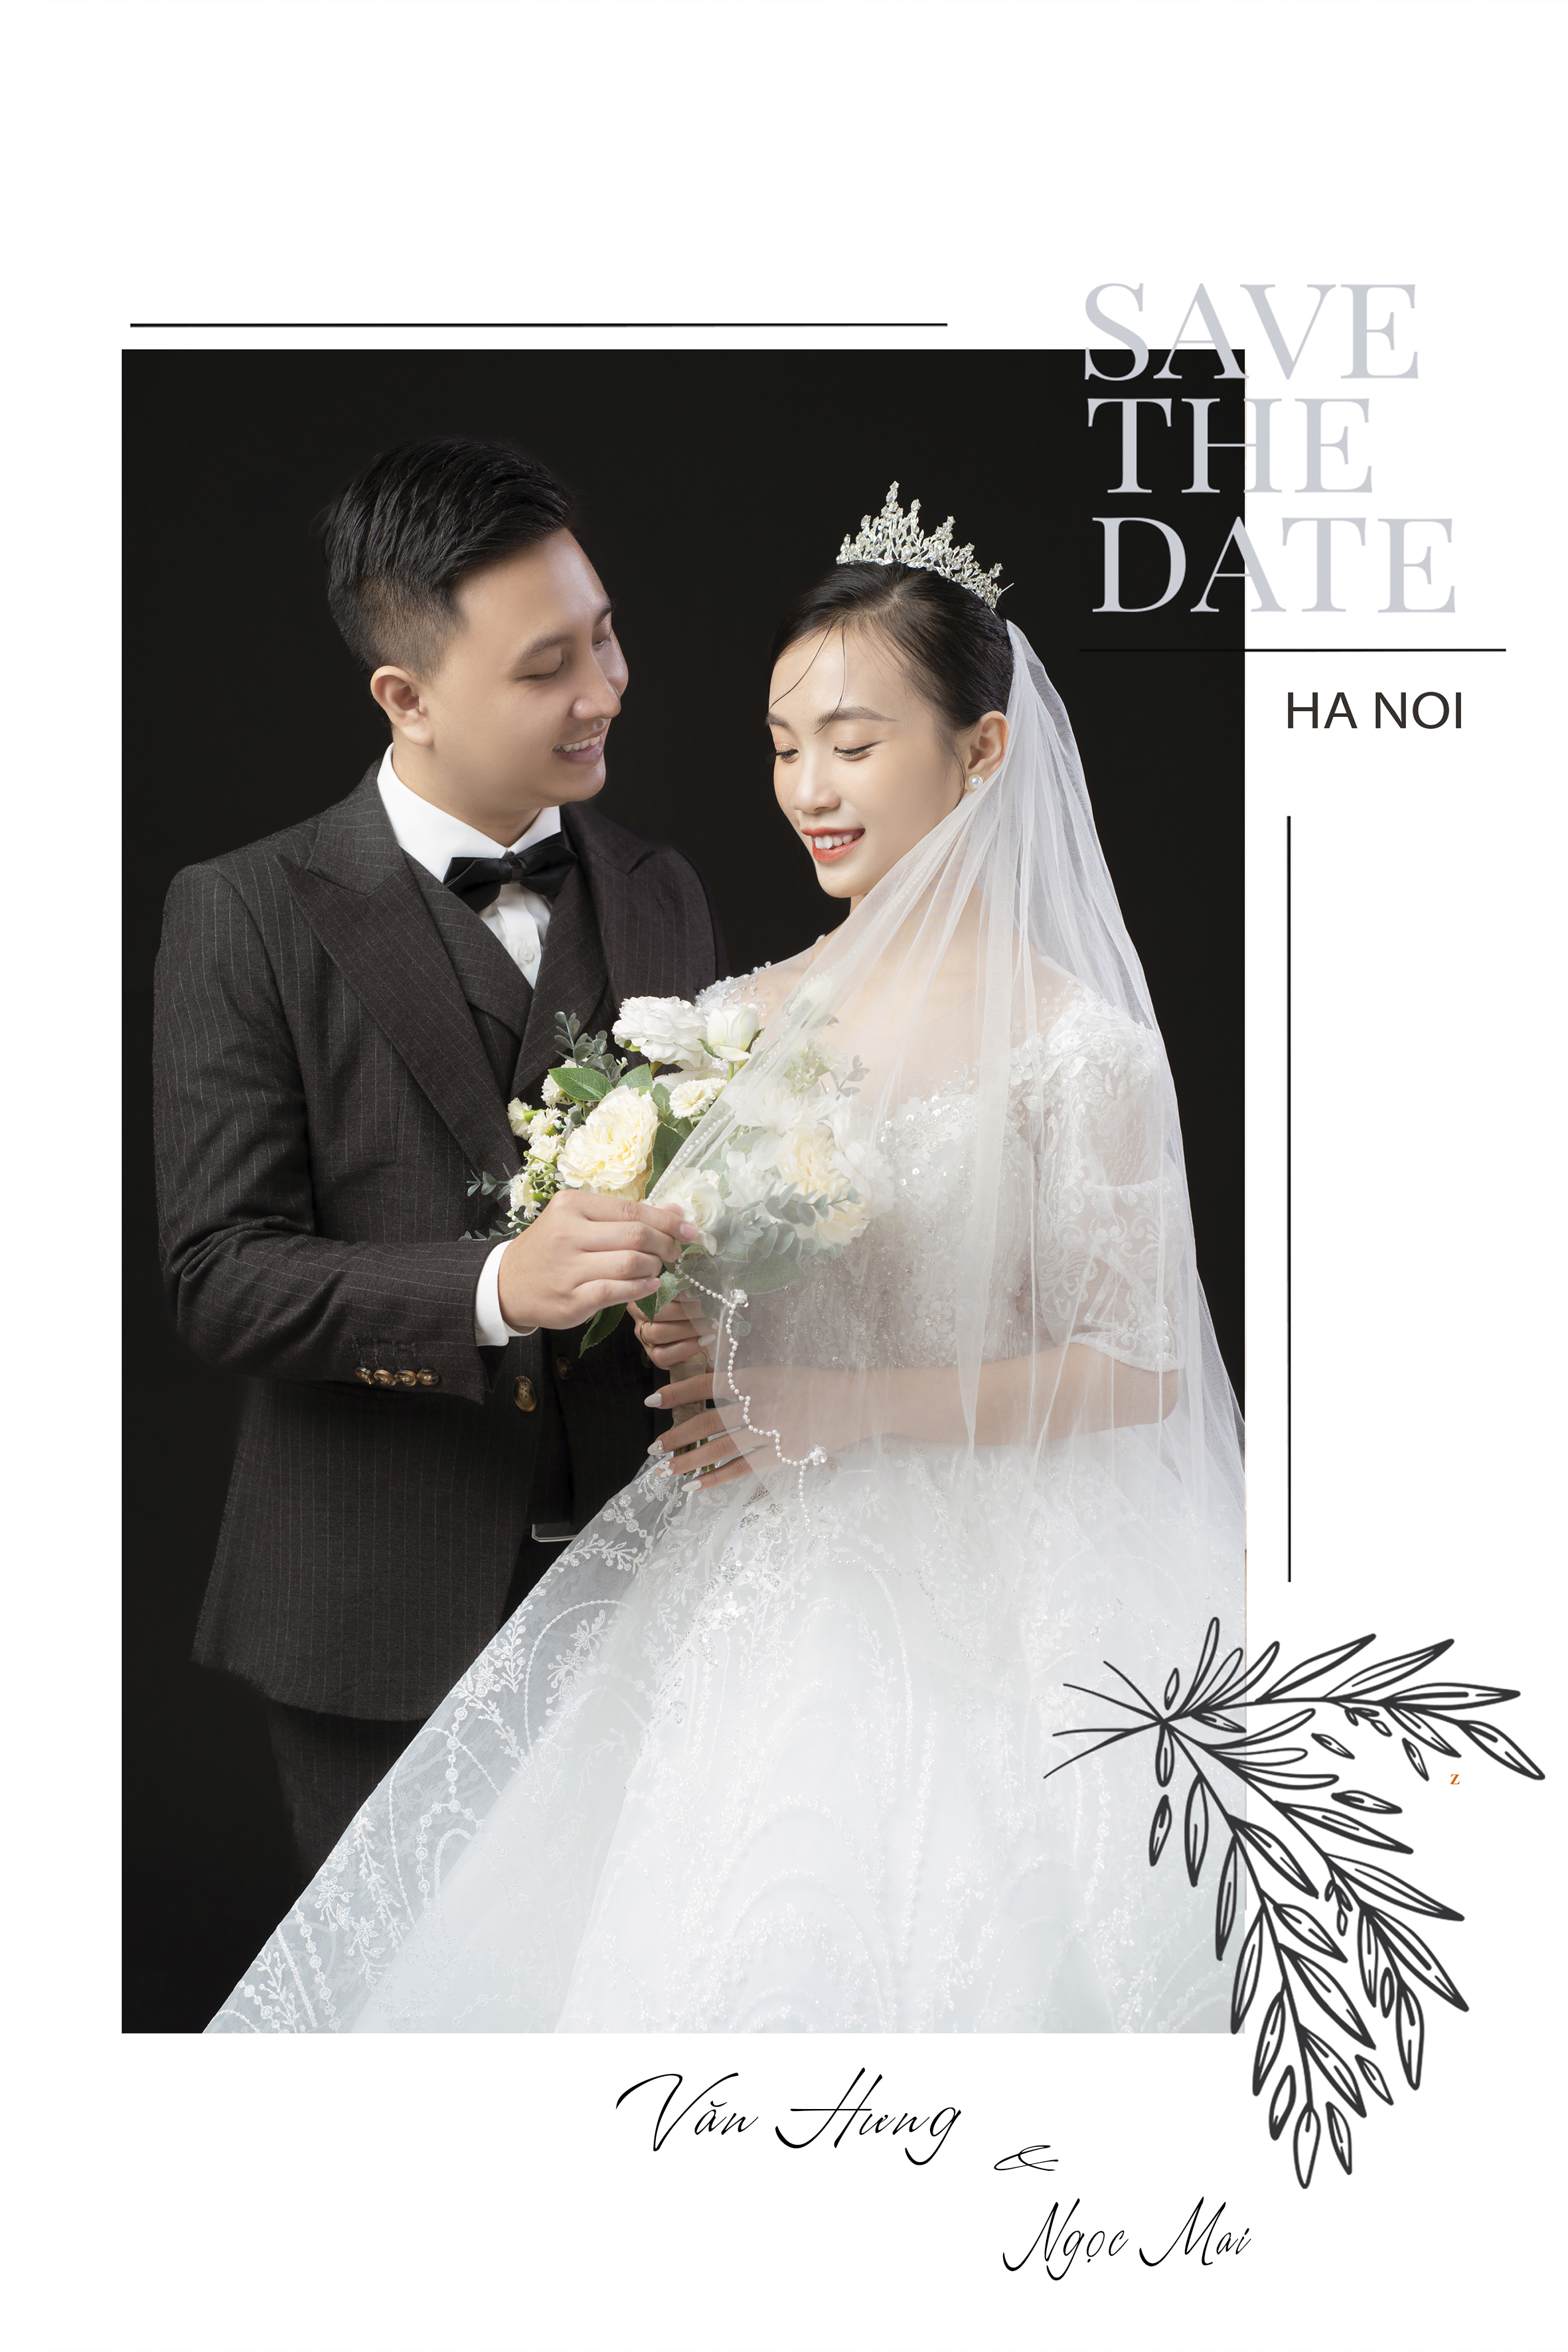 SAVE
THE
DATE
HA NOI
z
Văn Hưng
&
Ngọc Mai